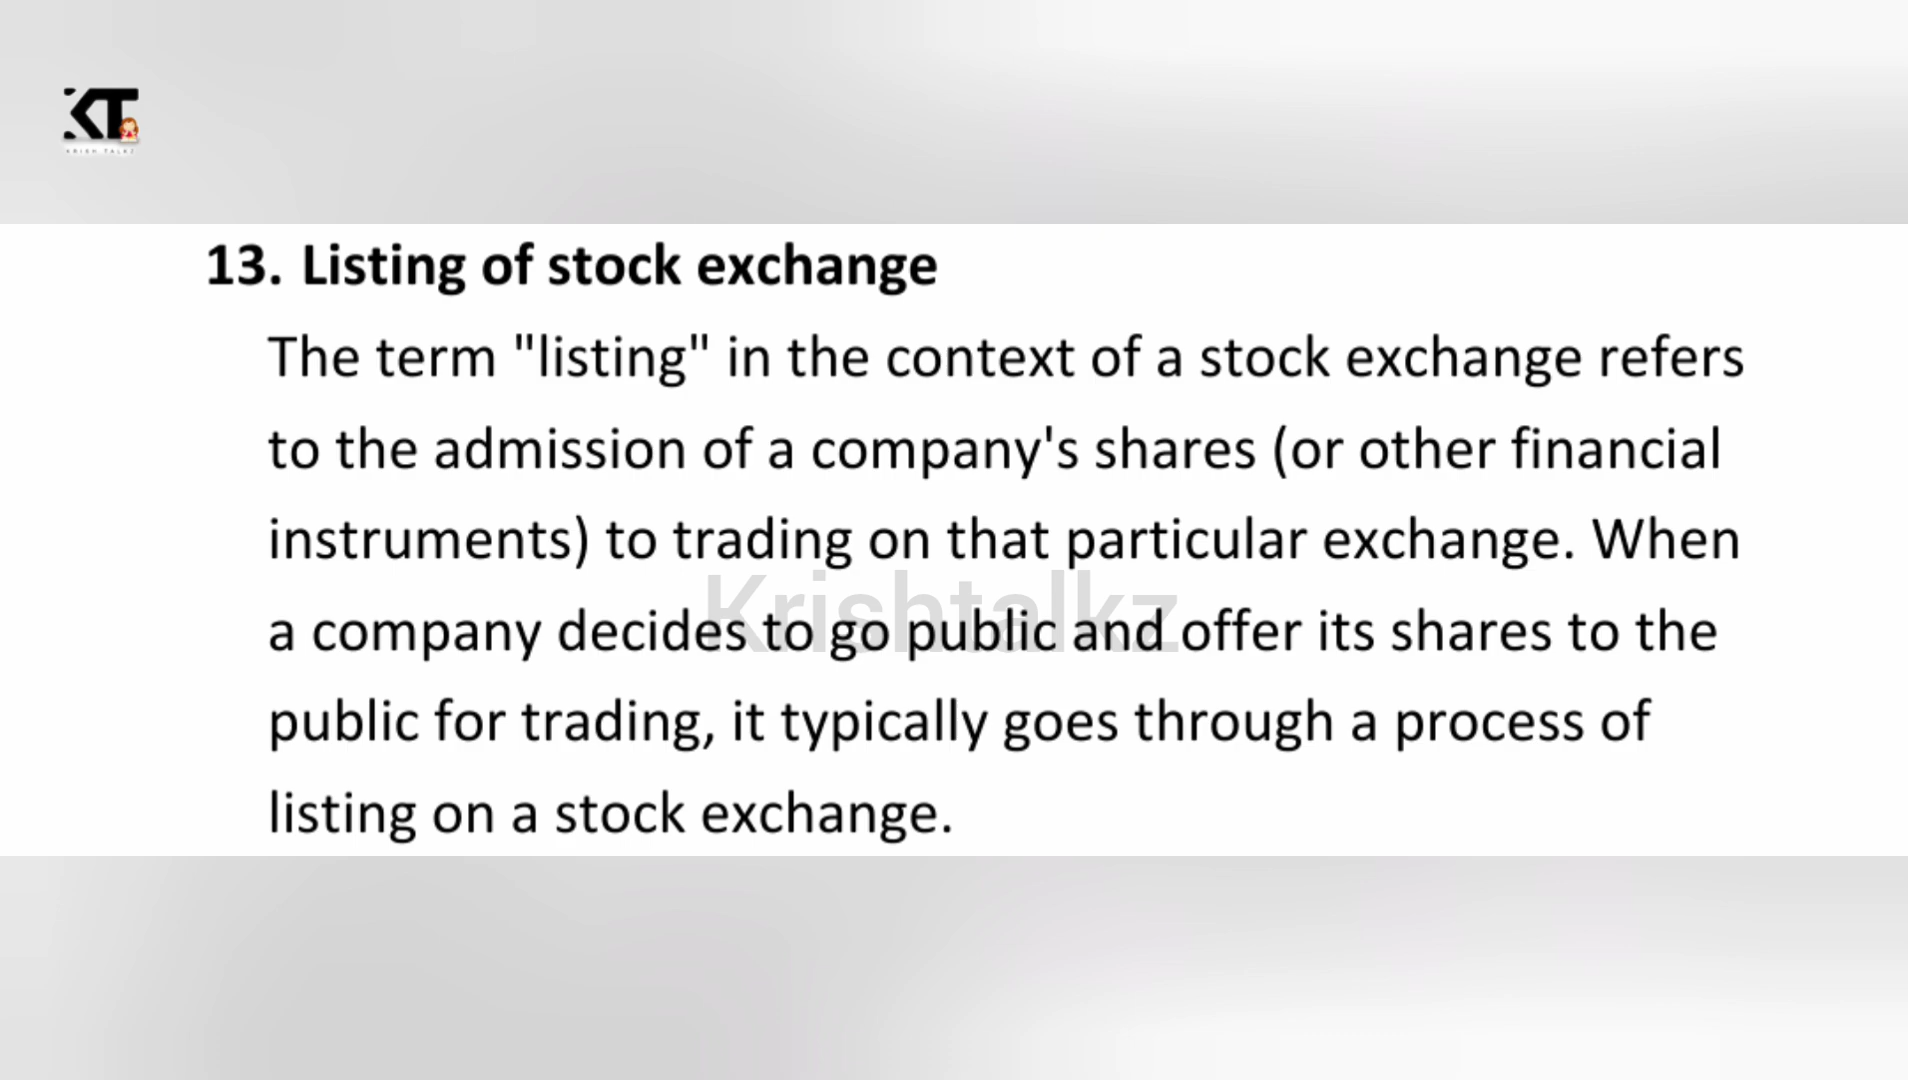 KT
KRISH TALKZ
13. Listing of stock exchange
The term "listing" in the context of a stock exchange refers
to the admission of a company's shares (or other financial
instruments) to trading on that particular exchange. When
Krishtalkz
a company decides to go public and offer its shares to the
public for trading, it typically goes through a process of
listing on a stock exchange.